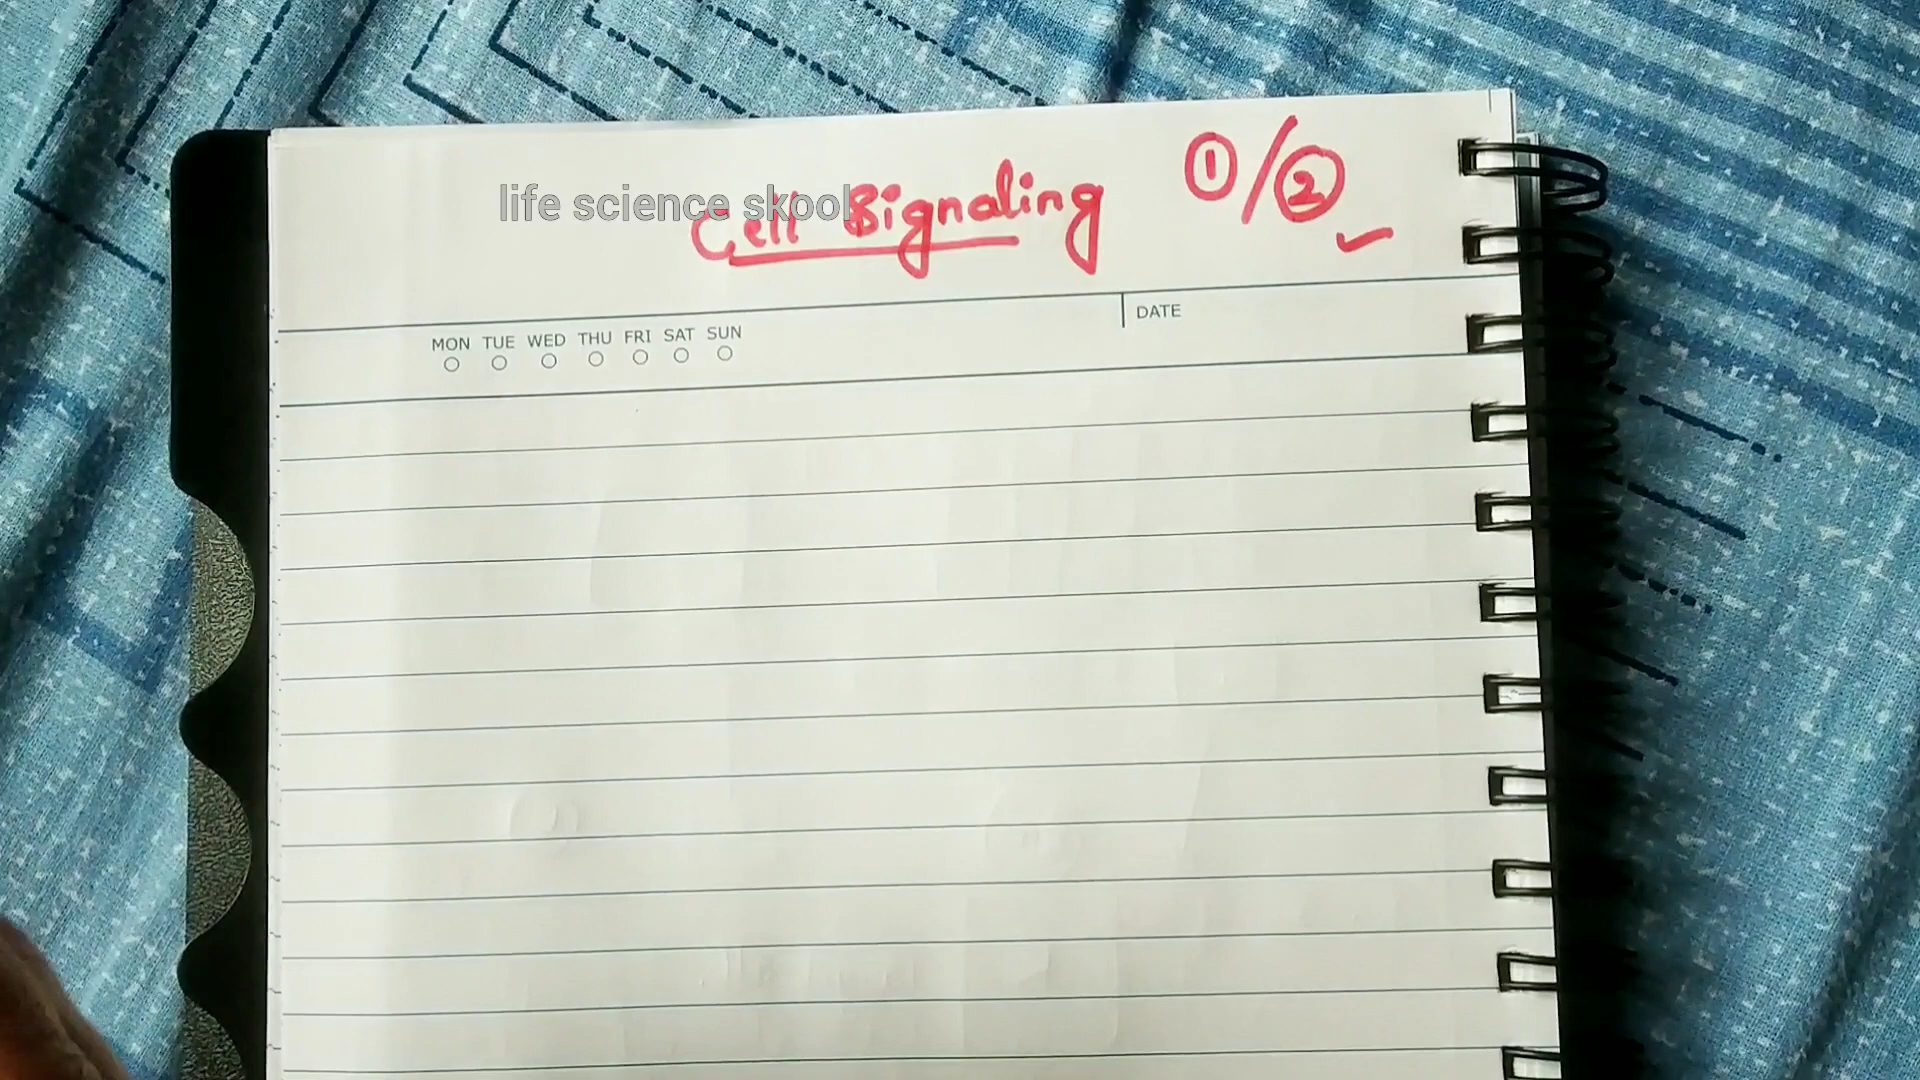 life science skool
Cell Signaling 1/2
DATE
MON TUE WED THU FRI SAT SUN